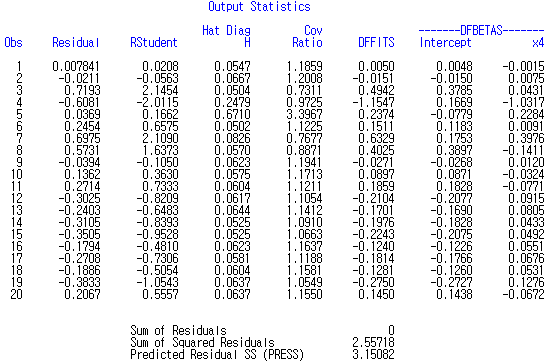 Output Statistics
Hat Diag Cov -------DFBETAS-------
Obs Residual RStudent H Ratio DFFITS Intercept x4
1 0.007841 0.0208 0.0547 1.1859 0.0050 0.0048 -0.0015
2 -0.0211 -0.0563 0.0667 1.2008 -0.0151 -0.0150 0.0075
3 0.7193 2.1454 0.0504 0.7311 0.4942 0.3785 0.0431
4 -0.6081 -2.0115 0.2479 0.9725 -1.1547 0.1669 -1.0317
5 0.0369 0.1662 0.6710 3.3967 0.2374 -0.0779 0.2284
6 0.2454 0.6575 0.0502 1.1225 0.1511 0.1183 0.0091
7 0.6975 2.1090 0.0826 0.7677 0.6329 0.1753 0.3976
8 0.5731 1.6373 0.0570 0.8871 0.4025 0.3897 -0.1411
9 -0.0394 -0.1050 0.0623 1.1941 -0.0271 -0.0268 0.0120
10 0.1362 0.3630 0.0575 1.1713 0.0897 0.0871 -0.0324
11 0.2714 0.7333 0.0604 1.1211 0.1859 0.1828 -0.0771
12 -0.3025 -0.8209 0.0617 1.1054 -0.2104 -0.2077 0.0915
13 -0.2403 -0.6483 0.0644 1.1412 -0.1701 -0.1690 0.0805
14 -0.3105 -0.8393 0.0525 1.0910 -0.1976 -0.1828 0.0433
15 -0.3505 -0.9528 0.0525 1.0663 -0.2243 -0.2075 0.0492
16 -0.1794 -0.4810 0.0623 1.1637 -0.1240 -0.1226 0.0551
17 -0.2708 -0.7306 0.0581 1.1188 -0.1814 -0.1766 0.0676
18 -0.1886 -0.5054 0.0604 1.1581 -0.1281 -0.1260 0.0531
19 -0.3833 -1.0543 0.0637 1.0549 -0.2750 -0.2727 0.1276
20 0.2067 0.5557 0.0637 1.1550 0.1450 0.1438 -0.0672
Sum of Residuals 0
Sum of Squared Residuals 2.55718
Predicted Residual SS (PRESS) 3.15082